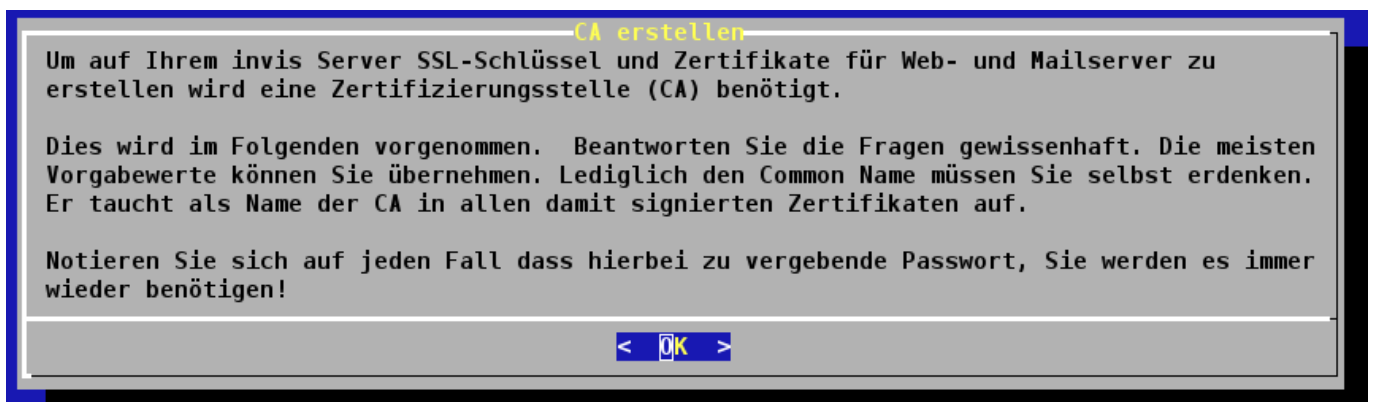 CA erstellen
Um auf Ihrem invis Server SSL-Schlüssel und Zertifikate für Web- und Mailserver zu
erstellen wird eine Zertifizierungsstelle (CA) benötigt.
Dies wird im Folgenden vorgenommen.  Beantworten Sie die Fragen gewissenhaft. Die meisten
Vorgabewerte können Sie übernehmen. Lediglich den Common Name müssen Sie selbst erdenken.
Er taucht als Name der CA in allen damit signierten Zertifikaten auf.
Notieren Sie sich auf jeden Fall dass hierbei zu vergebende Passwort, Sie werden es immer
wieder benötigen!
<  OK  >